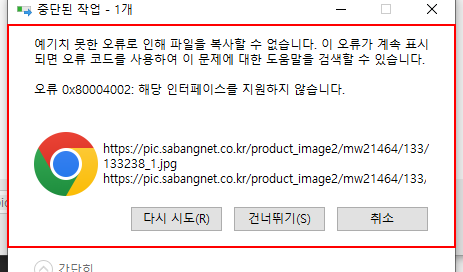 중단된 작업 - 1개
예기치 못한 오류로 인해 파일을 복사할 수 없습니다. 이 오류가 계속 표시
되면 오류 코드를 사용하여 이 문제에 대한 도움말을 검색할 수 있습니다.
오류 0x80004002: 해당 인터페이스를 지원하지 않습니다.
https://pic.sabangnet.co.kr/product_image2/mw21464/133/
133238_1.jpg
https://pic.sabangnet.co.kr/product_image2/mw21464/133,
다시 시도(R)
건너뛰기(S)
취소
간단히